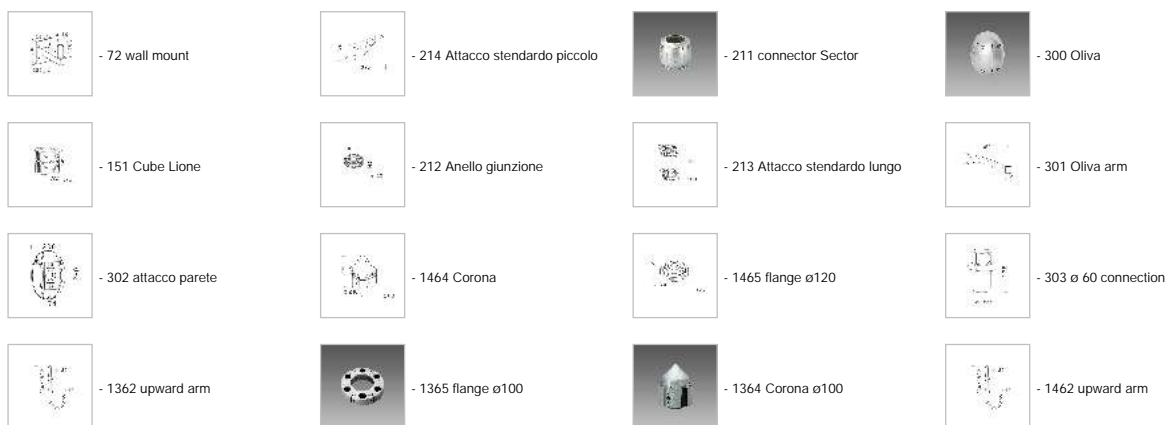 - 72 wall mount
- 214 Attacco stendardo piccolo
- 211 connector Sector
- 300 Oliva
- 151 Cube Lione
- 212 Anello giunzione
- 213 Attacco stendardo lungo
- 301 Oliva arm
- 302 attacco parete
- 1464 Corona
- 1465 flange ø120
- 303 ø 60 connection
- 1362 upward arm
- 1365 flange ø100
- 1364 Corona ø100
- 1462 upward arm